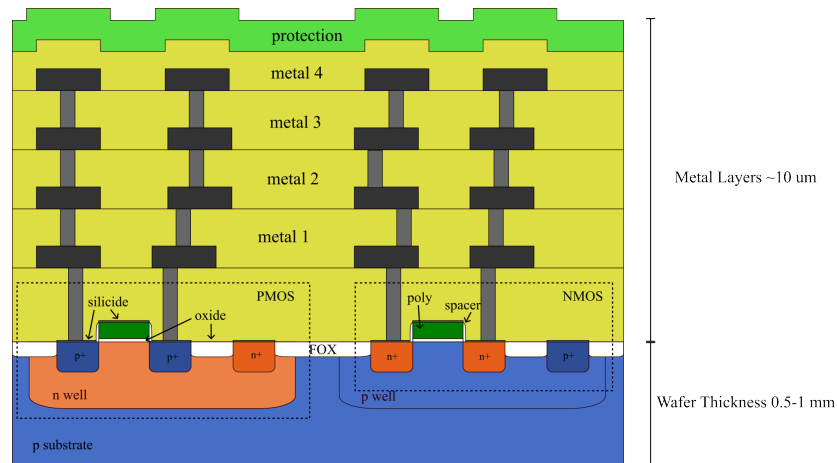 protection
metal 4
metal 3
Metal Layers ~10 um
metal 2
metal 1
silicide
PMOS
oxide
poly
spacer
NMOS
FOX
p+
p+
n+
n+
n+
p+
n well
p well
Wafer Thickness 0.5-1 mm
p substrate